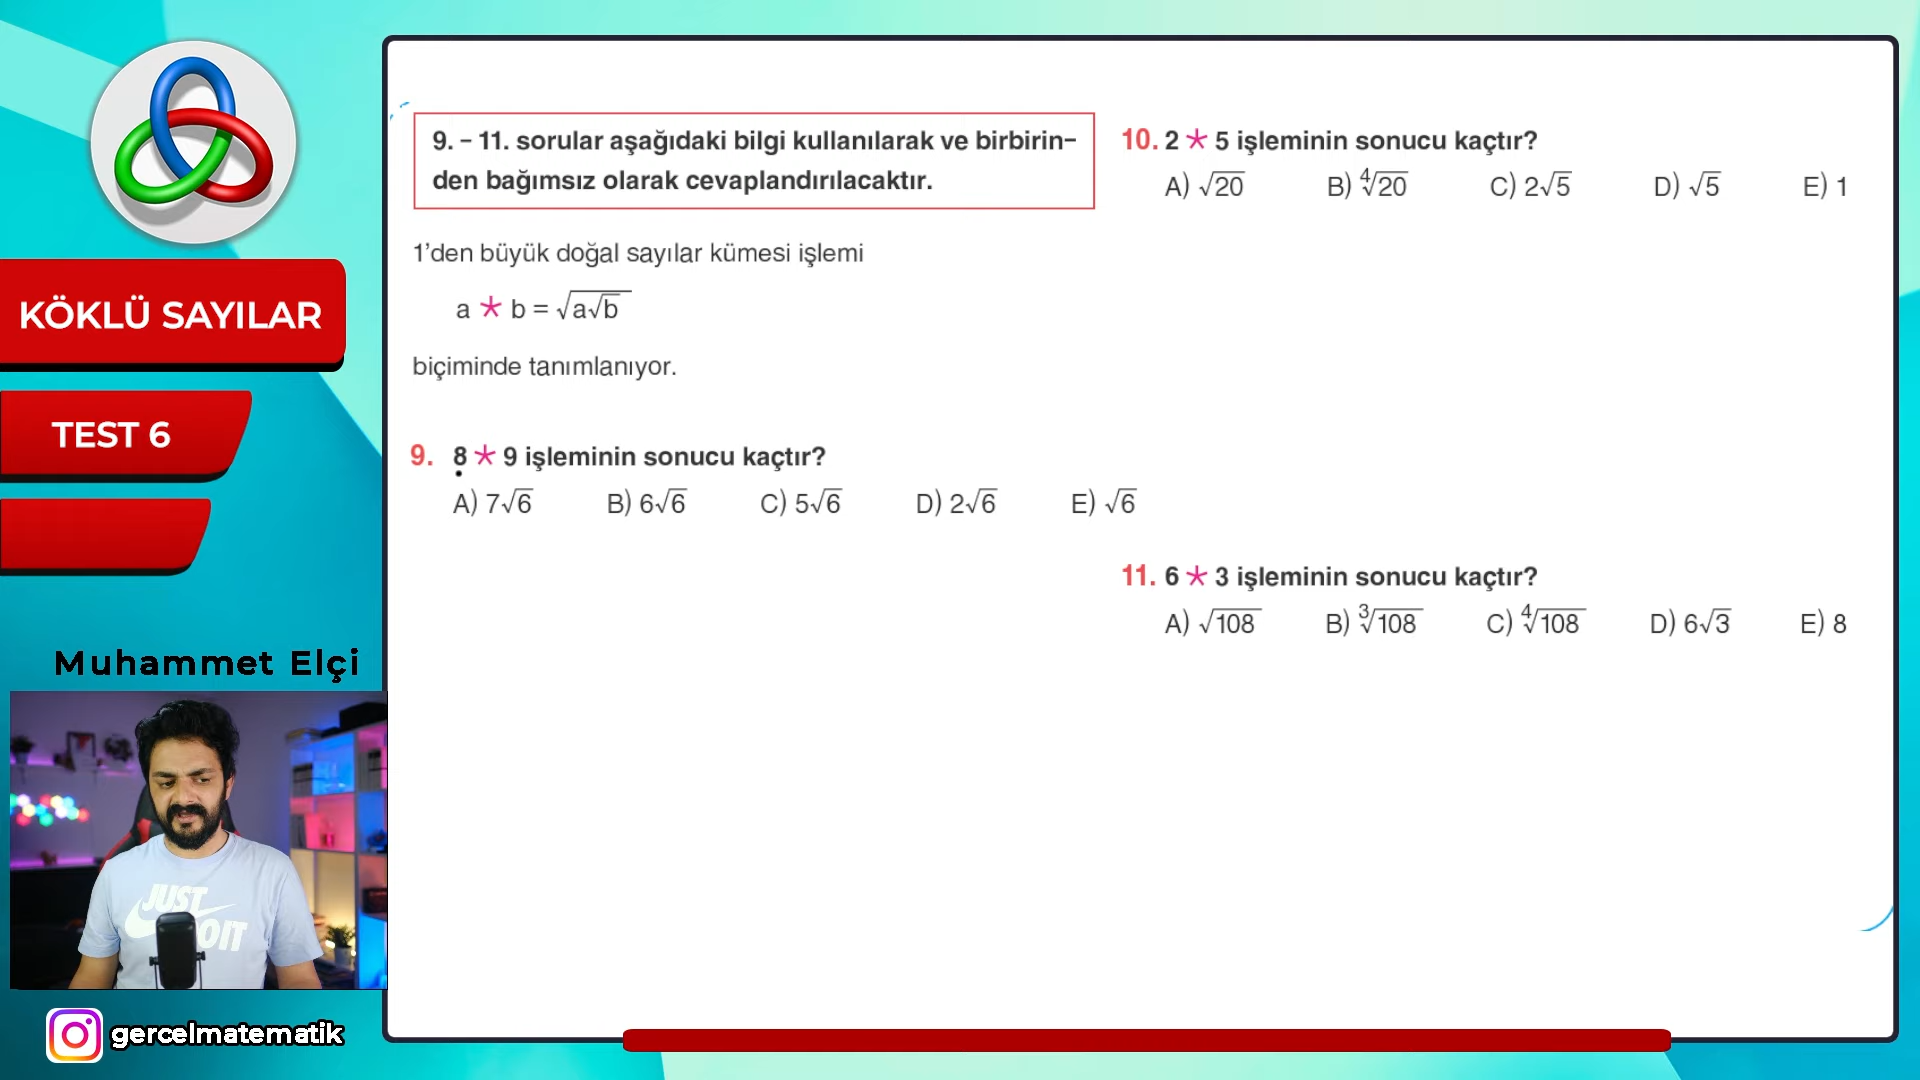 KÖKLÜ SAYILAR
TEST 6
Muhammet Elçi
JUST
DO IT
gercelmatematik
9. – 11. sorular aşağıdaki bilgi kullanılarak ve birbirin-
den bağımsız olarak cevaplandırılacaktır.
1’den büyük doğal sayılar kümesi işlemi
a * b = √(a√b)
biçiminde tanımlanıyor.
9. 8 * 9 işleminin sonucu kaçtır?
A) 7√6 B) 6√6 C) 5√6 D) 2√6 E) √6
10. 2 * 5 işleminin sonucu kaçtır?
A) √20 B) ⁴√20 C) 2√5 D) √5 E) 1
11. 6 * 3 işleminin sonucu kaçtır?
A) √108 B) ³√108 C) ⁴√108 D) 6√3 E) 8